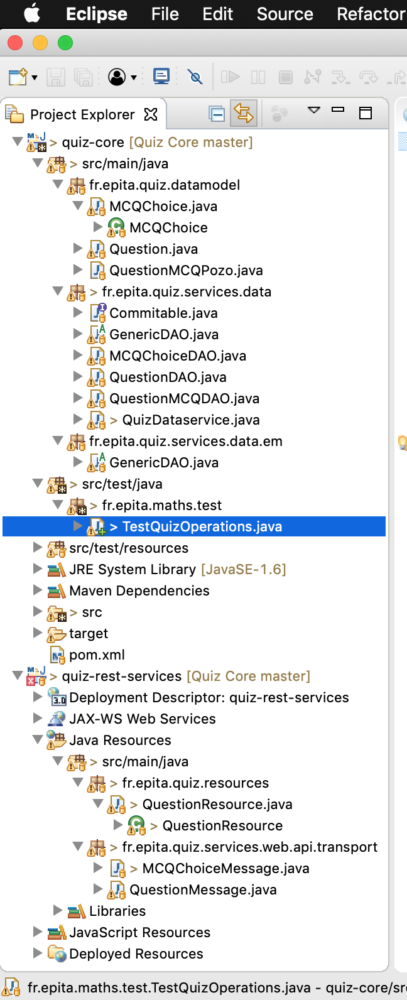 Eclipse File Edit Source Refactor
Project Explorer
> quiz-core [Quiz Core master]
> src/main/java
fr.epita.quiz.datamodel
MCQChoice.java
MCQChoice
Question.java
QuestionMCQPozo.java
> fr.epita.quiz.services.data
Commitable.java
GenericDAO.java
MCQChoiceDAO.java
QuestionDAO.java
QuestionMCQDAO.java
> QuizDataservice.java
fr.epita.quiz.services.data.em
GenericDAO.java
> src/test/java
> fr.epita.maths.test
> TestQuizOperations.java
src/test/resources
JRE System Library [JavaSE-1.6]
Maven Dependencies
> src
target
pom.xml
> quiz-rest-services [Quiz Core master]
Deployment Descriptor: quiz-rest-services
JAX-WS Web Services
Java Resources
> src/main/java
> fr.epita.quiz.resources
> QuestionResource.java
> QuestionResource
> fr.epita.quiz.services.web.api.transport
> MCQChoiceMessage.java
QuestionMessage.java
Libraries
JavaScript Resources
Deployed Resources
fr.epita.maths.test.TestQuizOperations.java - quiz-core/sr